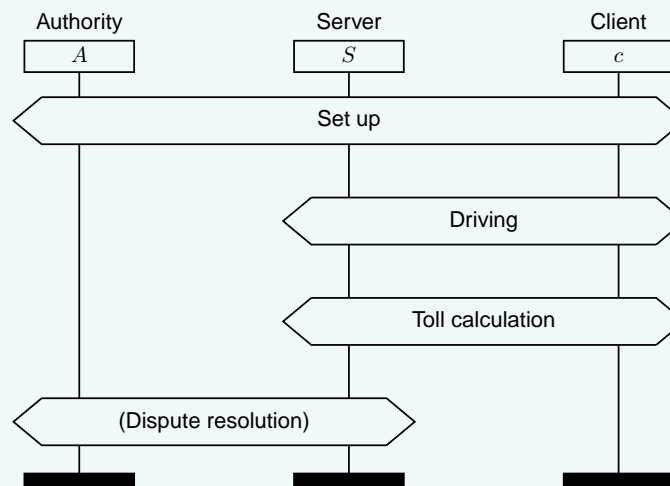 Authority Server Client
A S c
Set up
Driving
Toll calculation
(Dispute resolution)